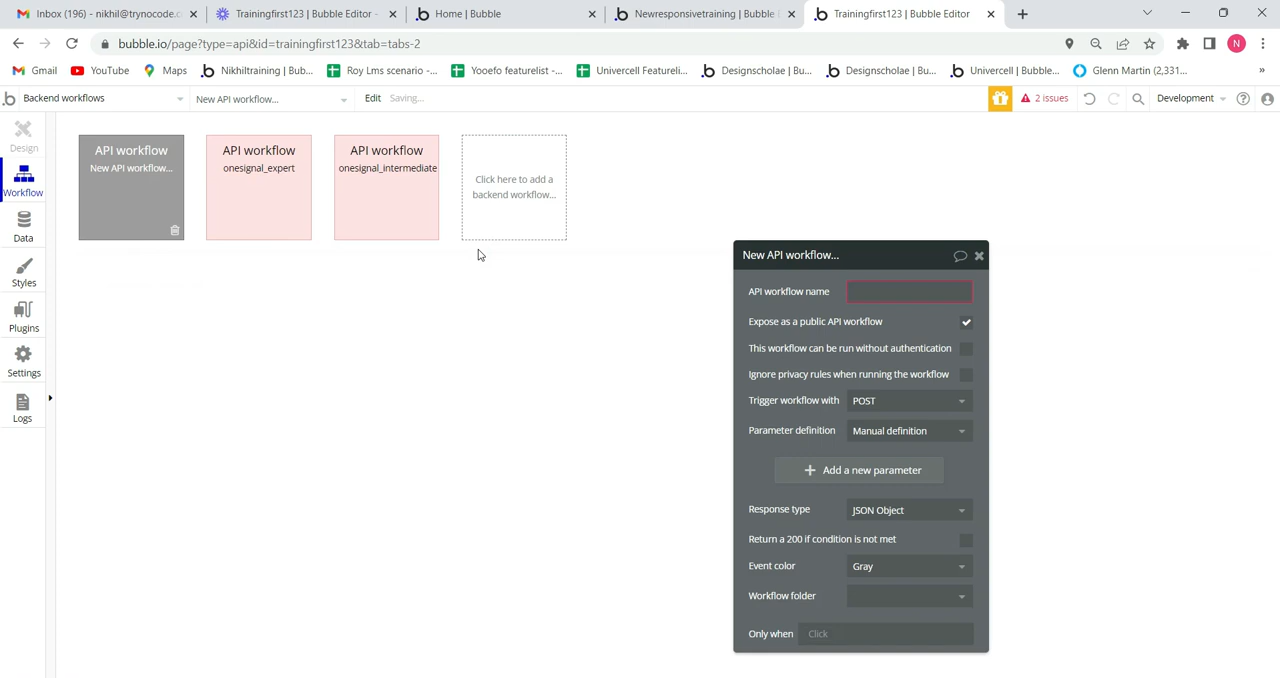 Inbox (196) - nikhil@trynocode.c
Trainingfirst123 | Bubble Editor -
Home | Bubble
Newresponsivetraining | Bubble
Trainingfirst123 | Bubble Editor
bubble.io/page?type=api&id=trainingfirst123&tab=tabs-2
N
Gmail
YouTube
Maps
Nikhiltraining | Bub...
Roy Lms scenario -...
Yooefo featurelist -...
Univercell Featureli...
Designscholae | Bu...
Designscholae | Bu...
Univercell | Bubble...
Glenn Martin (2,331...
»
Backend workflows
New API workflow...
Edit
Saving...
2 issues
Development
Design
Workflow
Data
Styles
Plugins
Settings
Logs
API workflow
New API workflow...
API workflow
onesignal_expert
API workflow
onesignal_intermediate
Click here to add a
backend workflow...
New API workflow...
API workflow name
Expose as a public API workflow
This workflow can be run without authentication
Ignore privacy rules when running the workflow
Trigger workflow with POST
Parameter definition Manual definition
+ Add a new parameter
Response type JSON Object
Return a 200 if condition is not met
Event color Gray
Workflow folder
Only when Click